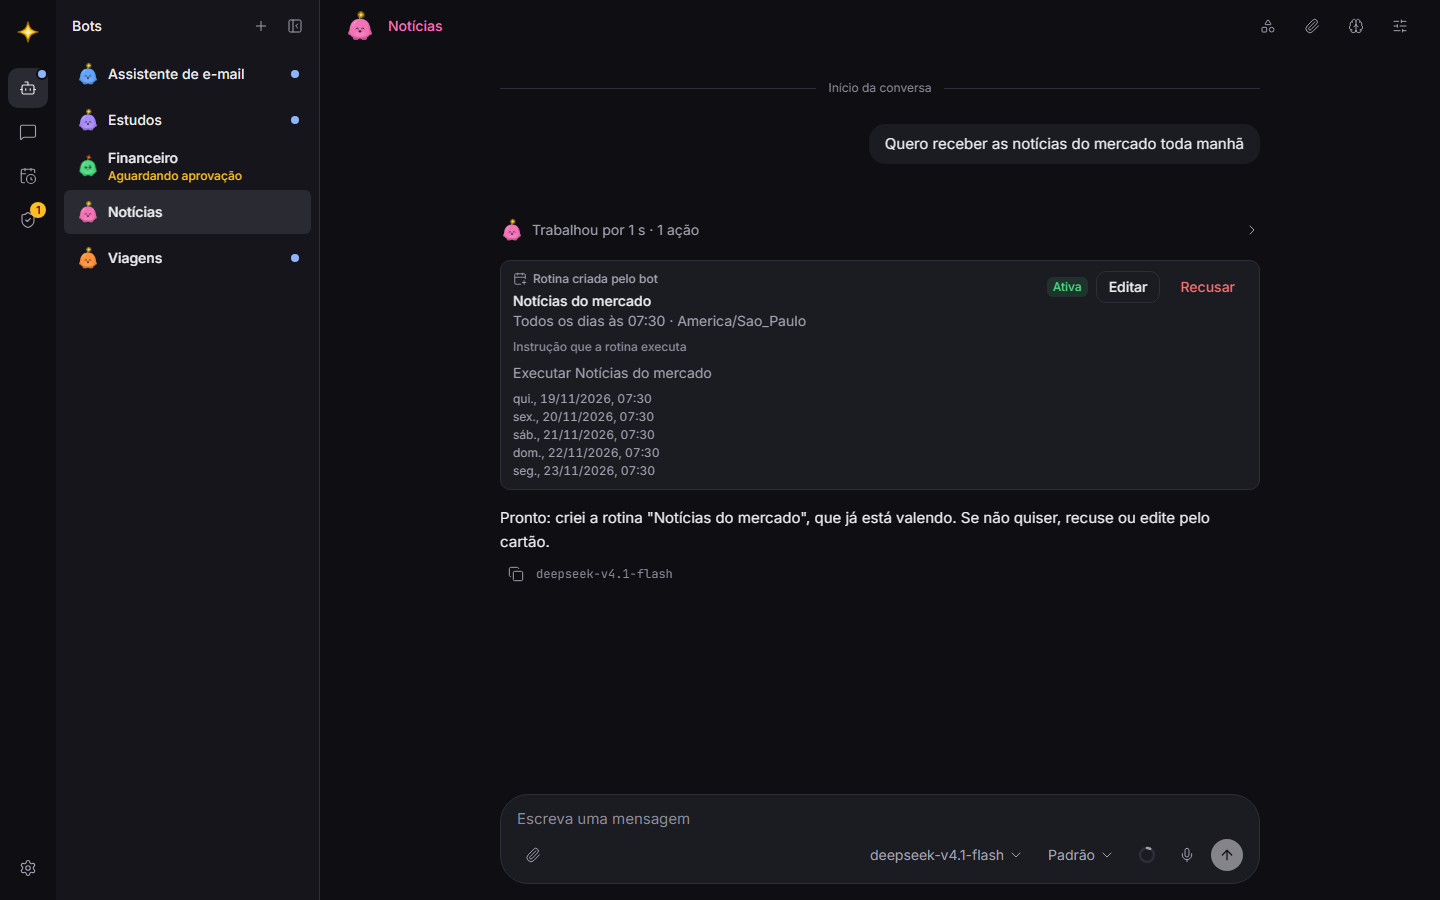 Bots
Assistente de e-mail
Estudos
Financeiro
Aguardando aprovação
1
Notícias
Viagens
Notícias
Início da conversa
Quero receber as notícias do mercado toda manhã
Trabalhou por 1 s · 1 ação
Rotina criada pelo bot
Ativa
Editar
Recusar
Notícias do mercado
Todos os dias às 07:30 · America/Sao_Paulo
Instrução que a rotina executa
Executar Notícias do mercado
qui., 19/11/2026, 07:30
sex., 20/11/2026, 07:30
sáb., 21/11/2026, 07:30
dom., 22/11/2026, 07:30
seg., 23/11/2026, 07:30
Pronto: criei a rotina "Notícias do mercado", que já está valendo. Se não quiser, recuse ou edite pelo
cartão.
deepseek-v4.1-flash
Escreva uma mensagem
deepseek-v4.1-flash
Padrão